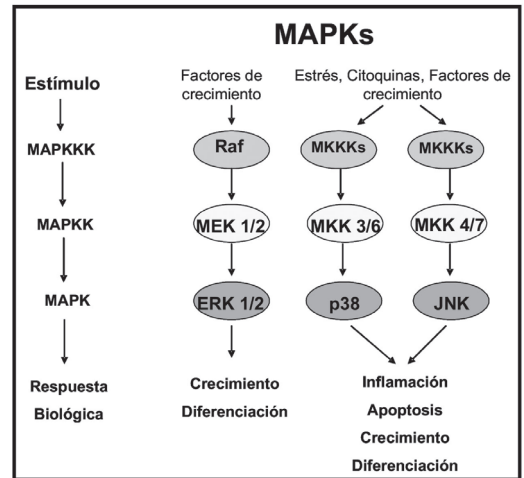 MAPKs
Estímulo
MAPKKK
MAPKK
MAPK
Respuesta
Biológica
Factores de
crecimiento
Raf
MEK 1/2
ERK 1/2
Crecimiento
Diferenciación
Estrés, Citoquinas, Factores de
crecimiento
MKKKs
MKKKs
MKK 3/6
MKK 4/7
p38
JNK
Inflamación
Apoptosis
Crecimiento
Diferenciación